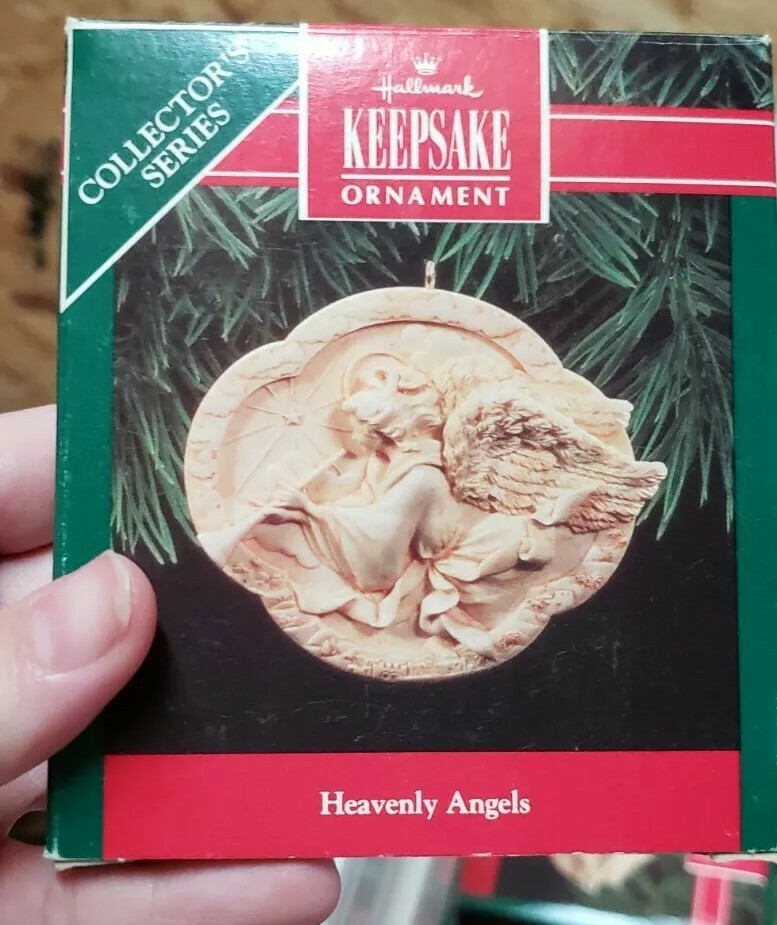 COLLECTOR'S
SERIES
Hallmark
KEEPSAKE
ORNAMENT
Heavenly Angels